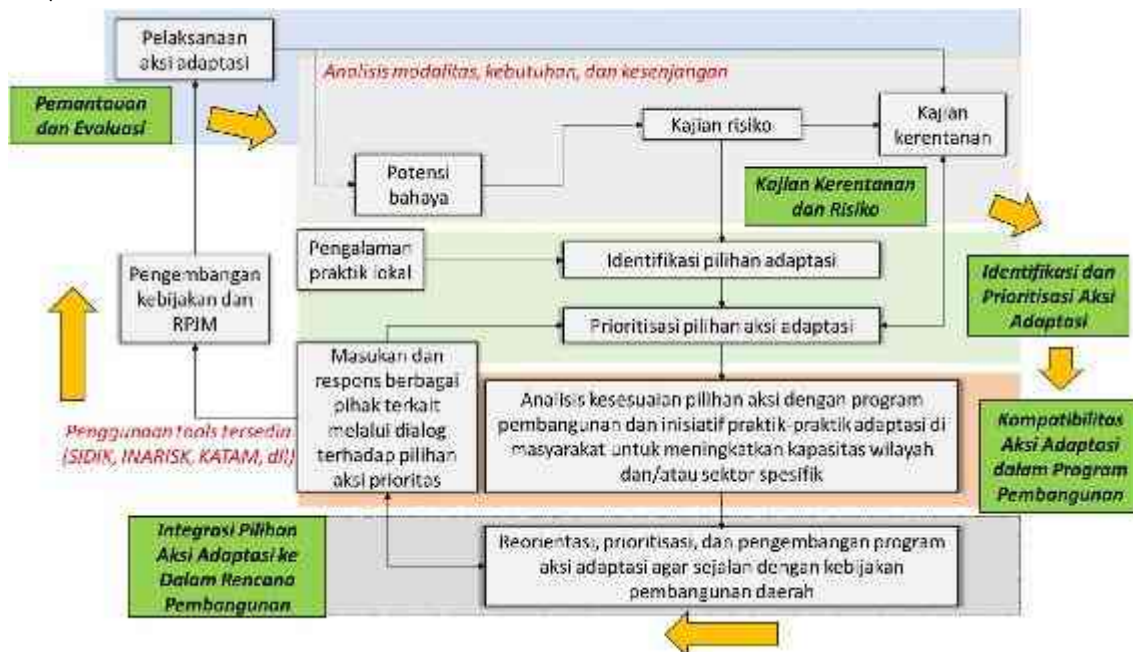 Pelaksanaan
aksi adaptasi
Analisis modalitas, kebutuhan, dan kesenjangan
Pemantauan
dan Evaluasi
Kajian risiko
Kajian
kerentanan
Potensi
bahaya
Kajian Kerentanan
dan Risiko
Pengalaman
praktik lokal
Identifikasi pilihan adaptasi
Pengembangan
kebijakan dan
RPJM
Identifikasi dan
Prioritisasi Aksi
Adaptasi
Prioritisasi pilihan aksi adaptasi
Masukan dan
respons berbagai
pihak terkait
melalui dialog
terhadap pilihan
aksi prioritas
Analisis kesesuaian pilihan aksi dengan program
pembangunan dan inisiatif praktik-praktik adaptasi di
masyarakat untuk meningkatkan kapasitas wilayah
dan/atau sektor spesifik
Penggunaan tools tersedia
(SIDIK, INARISK, KATAM, dll)
Kompatibilitas
Aksi Adaptasi
dalam Program
Pembangunan
Integrasi Pilihan
Aksi Adaptasi ke
Dalam Rencana
Pembangunan
Reorientasi, prioritisasi, dan pengembangan program
aksi adaptasi agar sejalan dengan kebijakan
pembangunan daerah